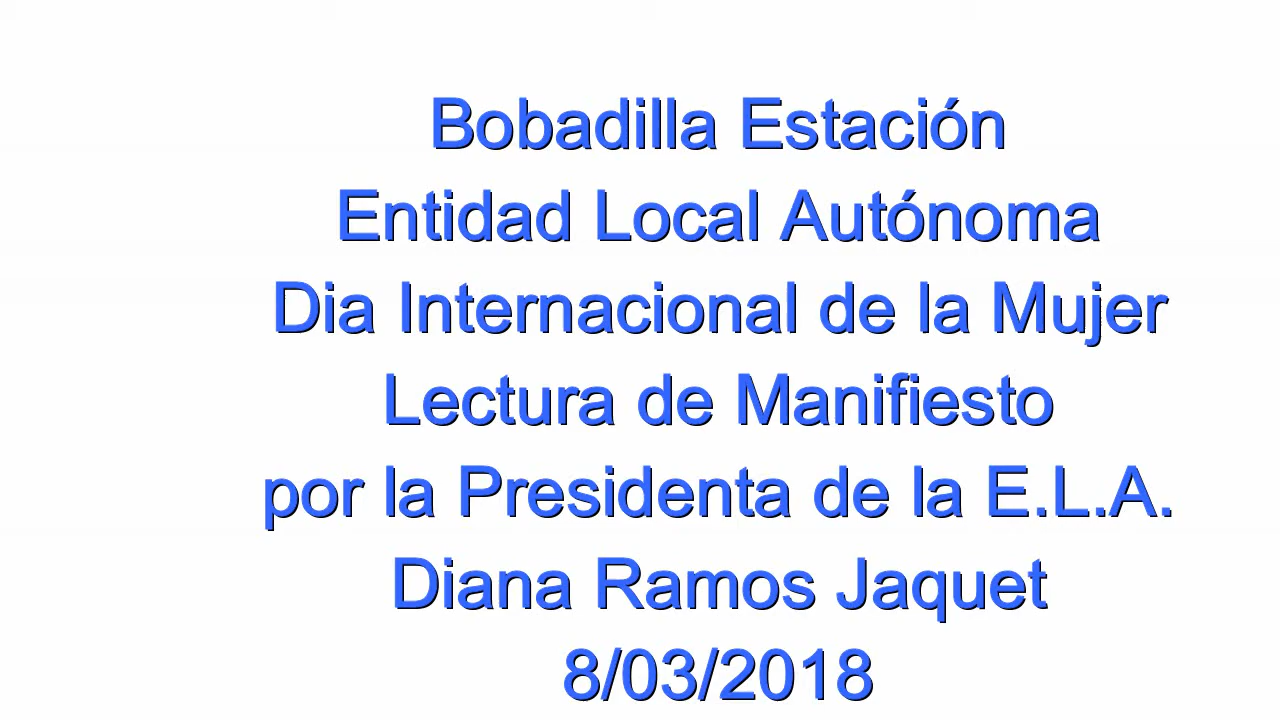 Bobadilla Estación
Entidad Local Autónoma
Dia Internacional de la Mujer
Lectura de Manifiesto
por la Presidenta de la E.L.A.
Diana Ramos Jaquet
8/03/2018